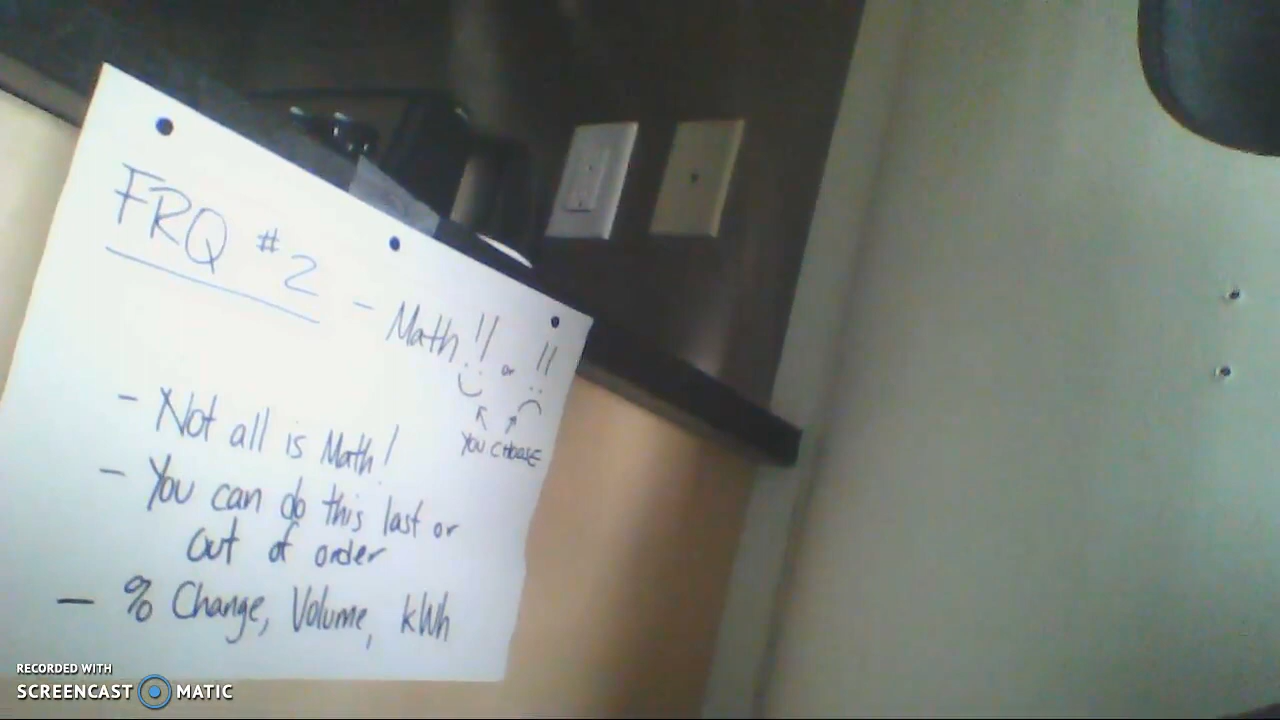 FRQ #2 - Math!! or !!
YOU CHOOSE
- Not all is Math!
- You can do this last or
out of order
- % Change, Volume, kWh
RECORDED WITH
SCREENCAST MATIC